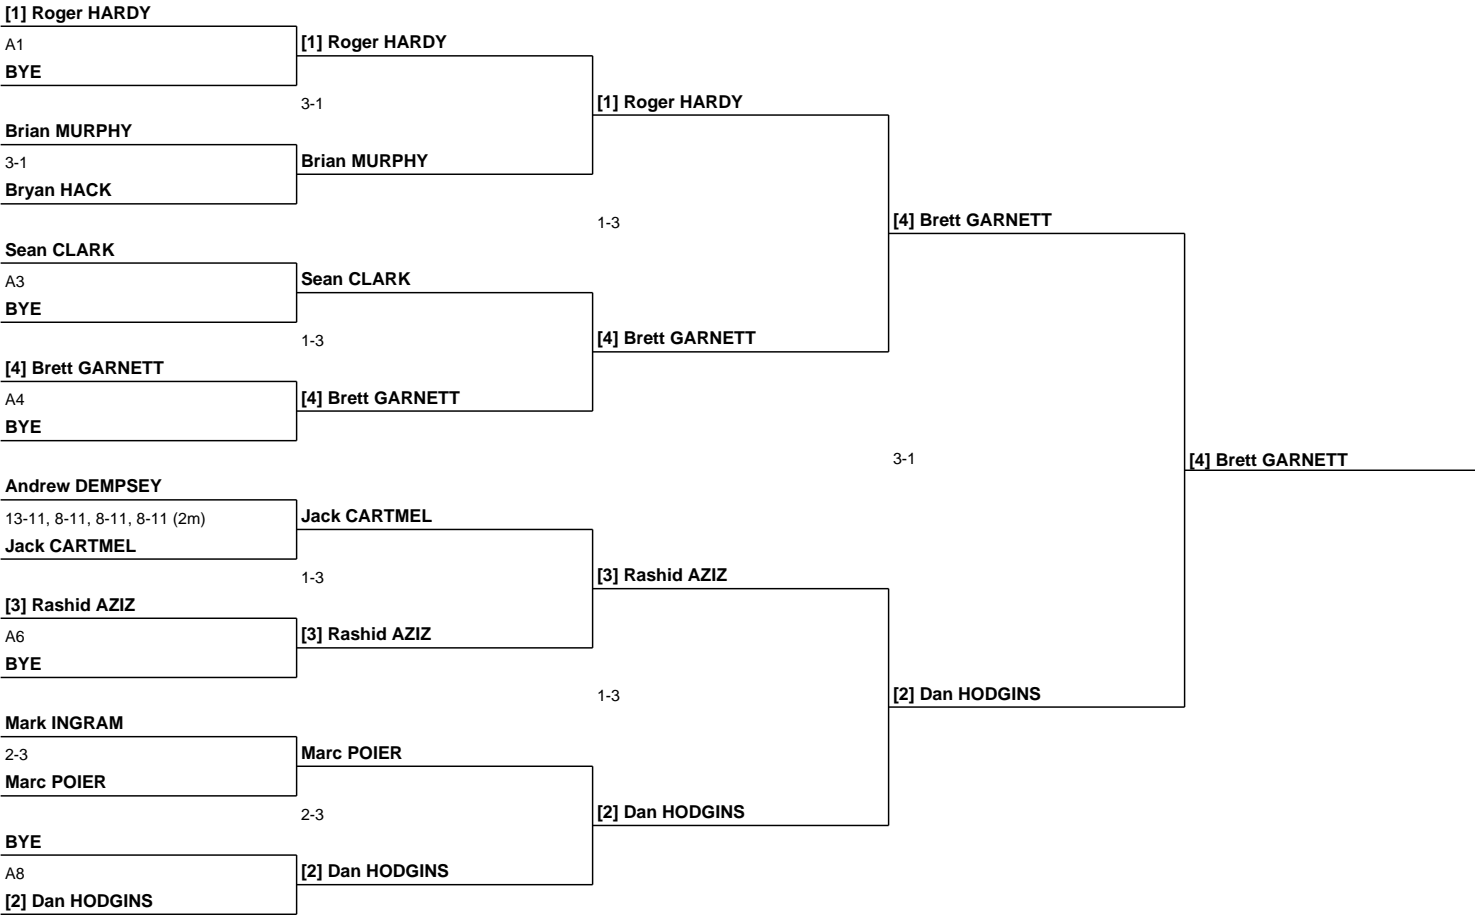 [1] Roger HARDY
A1
BYE
Brian MURPHY
3-1
Bryan HACK
Sean CLARK
A3
BYE
[4] Brett GARNETT
A4
BYE
Andrew DEMPSEY
13-11, 8-11, 8-11, 8-11 (2m)
Jack CARTMEL
[3] Rashid AZIZ
A6
BYE
Mark INGRAM
2-3
Marc POIER
BYE
A8
[2] Dan HODGINS
[1] Roger HARDY
3-1
Brian MURPHY
Sean CLARK
1-3
[4] Brett GARNETT
Jack CARTMEL
1-3
[3] Rashid AZIZ
Marc POIER
2-3
[2] Dan HODGINS
[1] Roger HARDY
1-3
[4] Brett GARNETT
[3] Rashid AZIZ
1-3
[2] Dan HODGINS
[4] Brett GARNETT
3-1
[2] Dan HODGINS
[4] Brett GARNETT